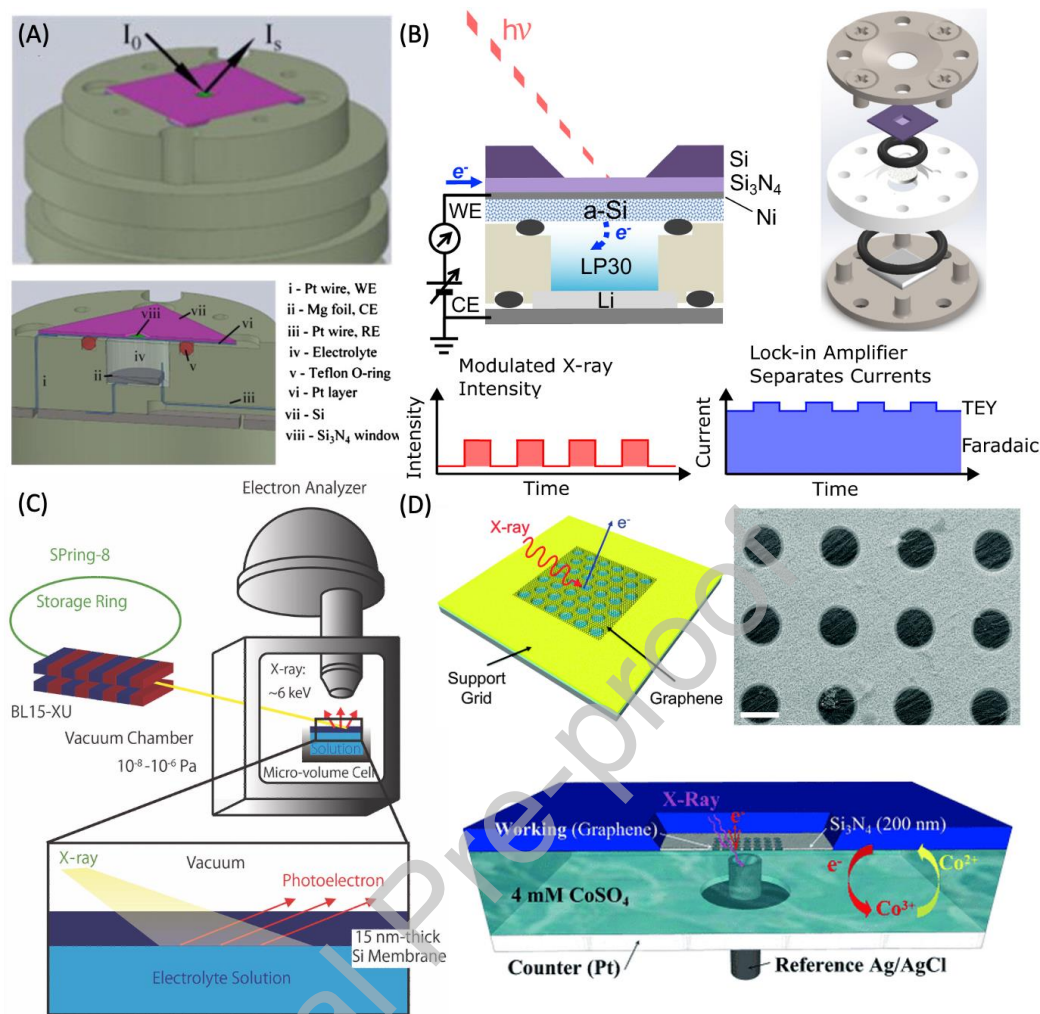 (A)
I₀
Iₛ
viii
vii
vi
iv
i
ii
v
iii
i - Pt wire, WE
ii - Mg foil, CE
iii - Pt wire, RE
iv - Electrolyte
v - Teflon O-ring
vi - Pt layer
vii - Si
viii - Si₃N₄ window
(B)
hν
Si
e⁻
Si₃N₄
WE
a-Si
Ni
e⁻
LP30
CE
Li
Modulated X-ray
Intensity
Intensity
Time
Lock-in Amplifier
Separates Currents
Current
TEY
Faradaic
Time
(C)
Electron Analyzer
SPring-8
Storage Ring
X-ray:
~6 keV
BL15-XU
Vacuum Chamber
10⁻⁸-10⁻⁶ Pa
Solution
Micro-volume Cell
X-ray
Vacuum
Photoelectron
15 nm-thick
Si Membrane
Electrolyte Solution
(D)
X-ray
e⁻
Support
Grid
Graphene
X-Ray
e⁻
Working (Graphene)
Si₃N₄ (200 nm)
e⁻
Co²⁺
4 mM CoSO₄
Co³⁺
Counter (Pt)
Reference Ag/AgCl
al Pre-proof